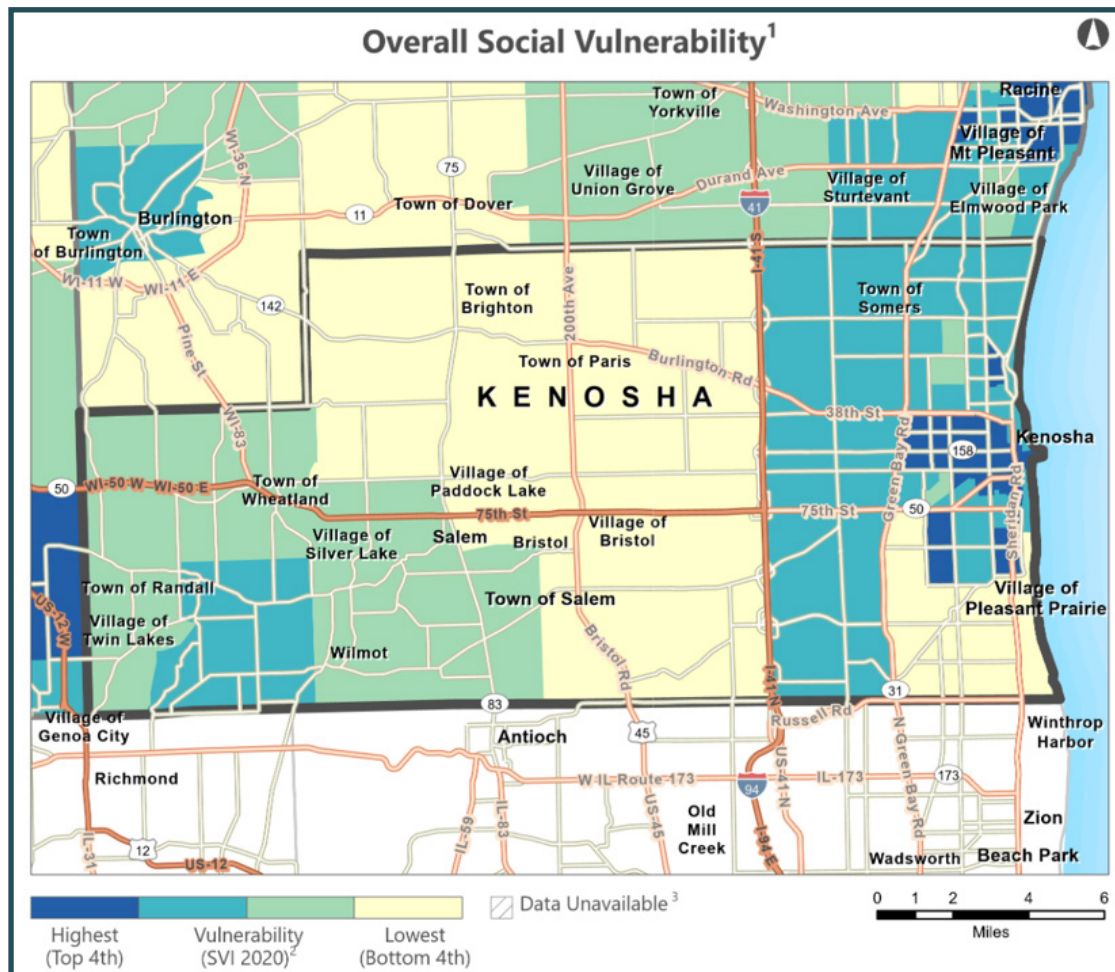 Overall Social Vulnerability¹
Racine
Town of
Yorkville
Washington Ave
WI-36 N
Village of
Mt Pleasant
75
Village of
Union Grove
Durand Ave
Village of
Sturtevant
Village of
Elmwood Park
41
Burlington
11
Town of Dover
Town
of Burlington
I-41 S
WI-11 W
WI-11 E
142
Town of
Brighton
200th Ave
Town of
Somers
Pine St
Town of Paris
Burlington Rd
KENOSHA
38th St
WI-83
Green Bay Rd
Kenosha
158
50
WI-50 W
WI-50 E
Town of
Wheatland
Village of
Paddock Lake
75th St
75th St
50
Sheridan Rd
Village of
Silver Lake
Salem
Bristol
Village of
Bristol
Town of Randall
Village of
Twin Lakes
Town of Salem
Village of
Pleasant Prairie
US-12 W
Wilmot
Bristol Rd
I-41 N
31
Village of
Genoa City
83
Russell Rd
Antioch
45
Winthrop
Harbor
Richmond
W IL Route 173
IL-173
173
94
US-41 N
N Green Bay Rd
IL-59
IL-83
US-45
Old
Mill
Creek
I-94 E
Zion
IL-31
12
US-12
Wadsworth
Beach Park
Highest
(Top 4th)
Vulnerability
(SVI 2020)²
Lowest
(Bottom 4th)
Data Unavailable³
0 1 2 4 6
Miles